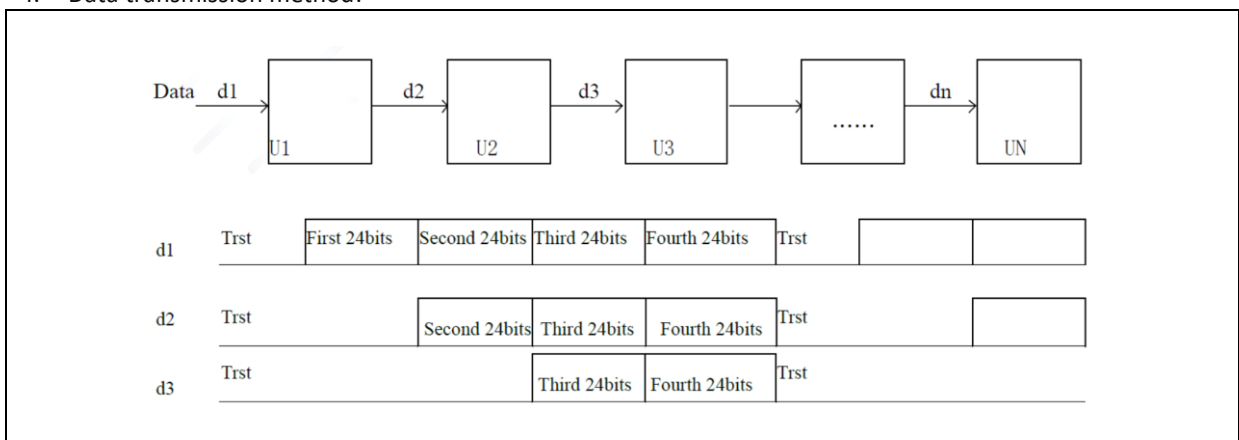 4. Data transmission method:
Data d1 d2 d3 dn
......
U1 U2 U3 UN
d1 Trst First 24bits Second 24bits Third 24bits Fourth 24bits Trst
d2 Trst Second 24bits Third 24bits Fourth 24bits Trst
d3 Trst Third 24bits Fourth 24bits Trst